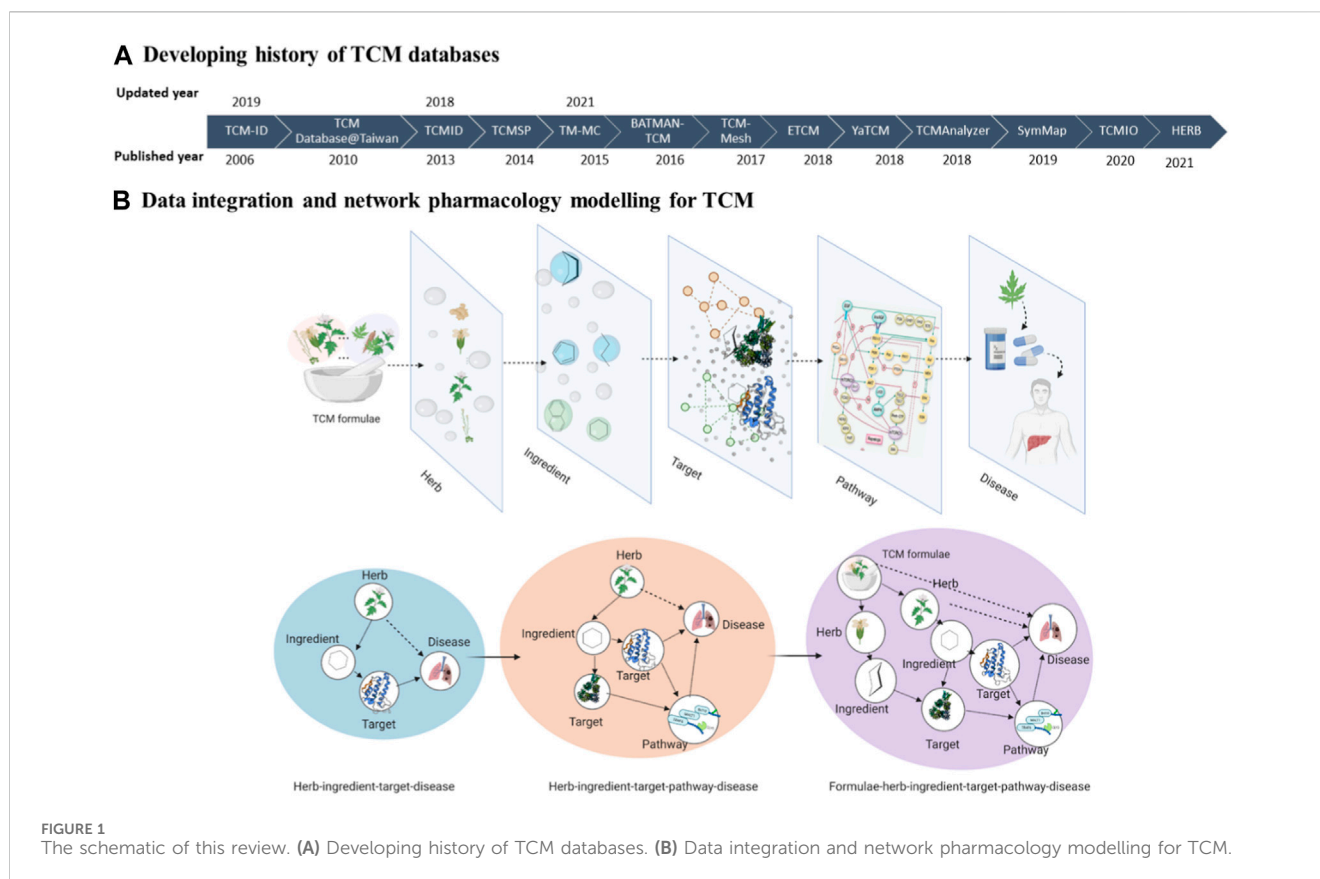 A Developing history of TCM databases
Updated year
2019 2018 2021
TCM-ID TCM Database@Taiwan TCMID TCMSP TM-MC BATMAN-TCM TCM-Mesh ETCM YaTCM TCMAnalyzer SymMap TCMIO HERB
Published year 2006 2010 2013 2014 2015 2016 2017 2018 2018 2018 2019 2020 2021
B Data integration and network pharmacology modelling for TCM
TCM formulae
Herb
Ingredient
Target
Pathway
Disease
Herb
Ingredient
Disease
Target
Herb-ingredient-target-disease
Herb
Ingredient
Disease
Target
Target
Pathway
Herb-ingredient-target-pathway-disease
TCM formulae
Herb
Herb
Ingredient
Disease
Target
Ingredient
Target
Pathway
Formulae-herb-ingredient-target-pathway-disease
FIGURE 1
The schematic of this review. (A) Developing history of TCM databases. (B) Data integration and network pharmacology modelling for TCM.